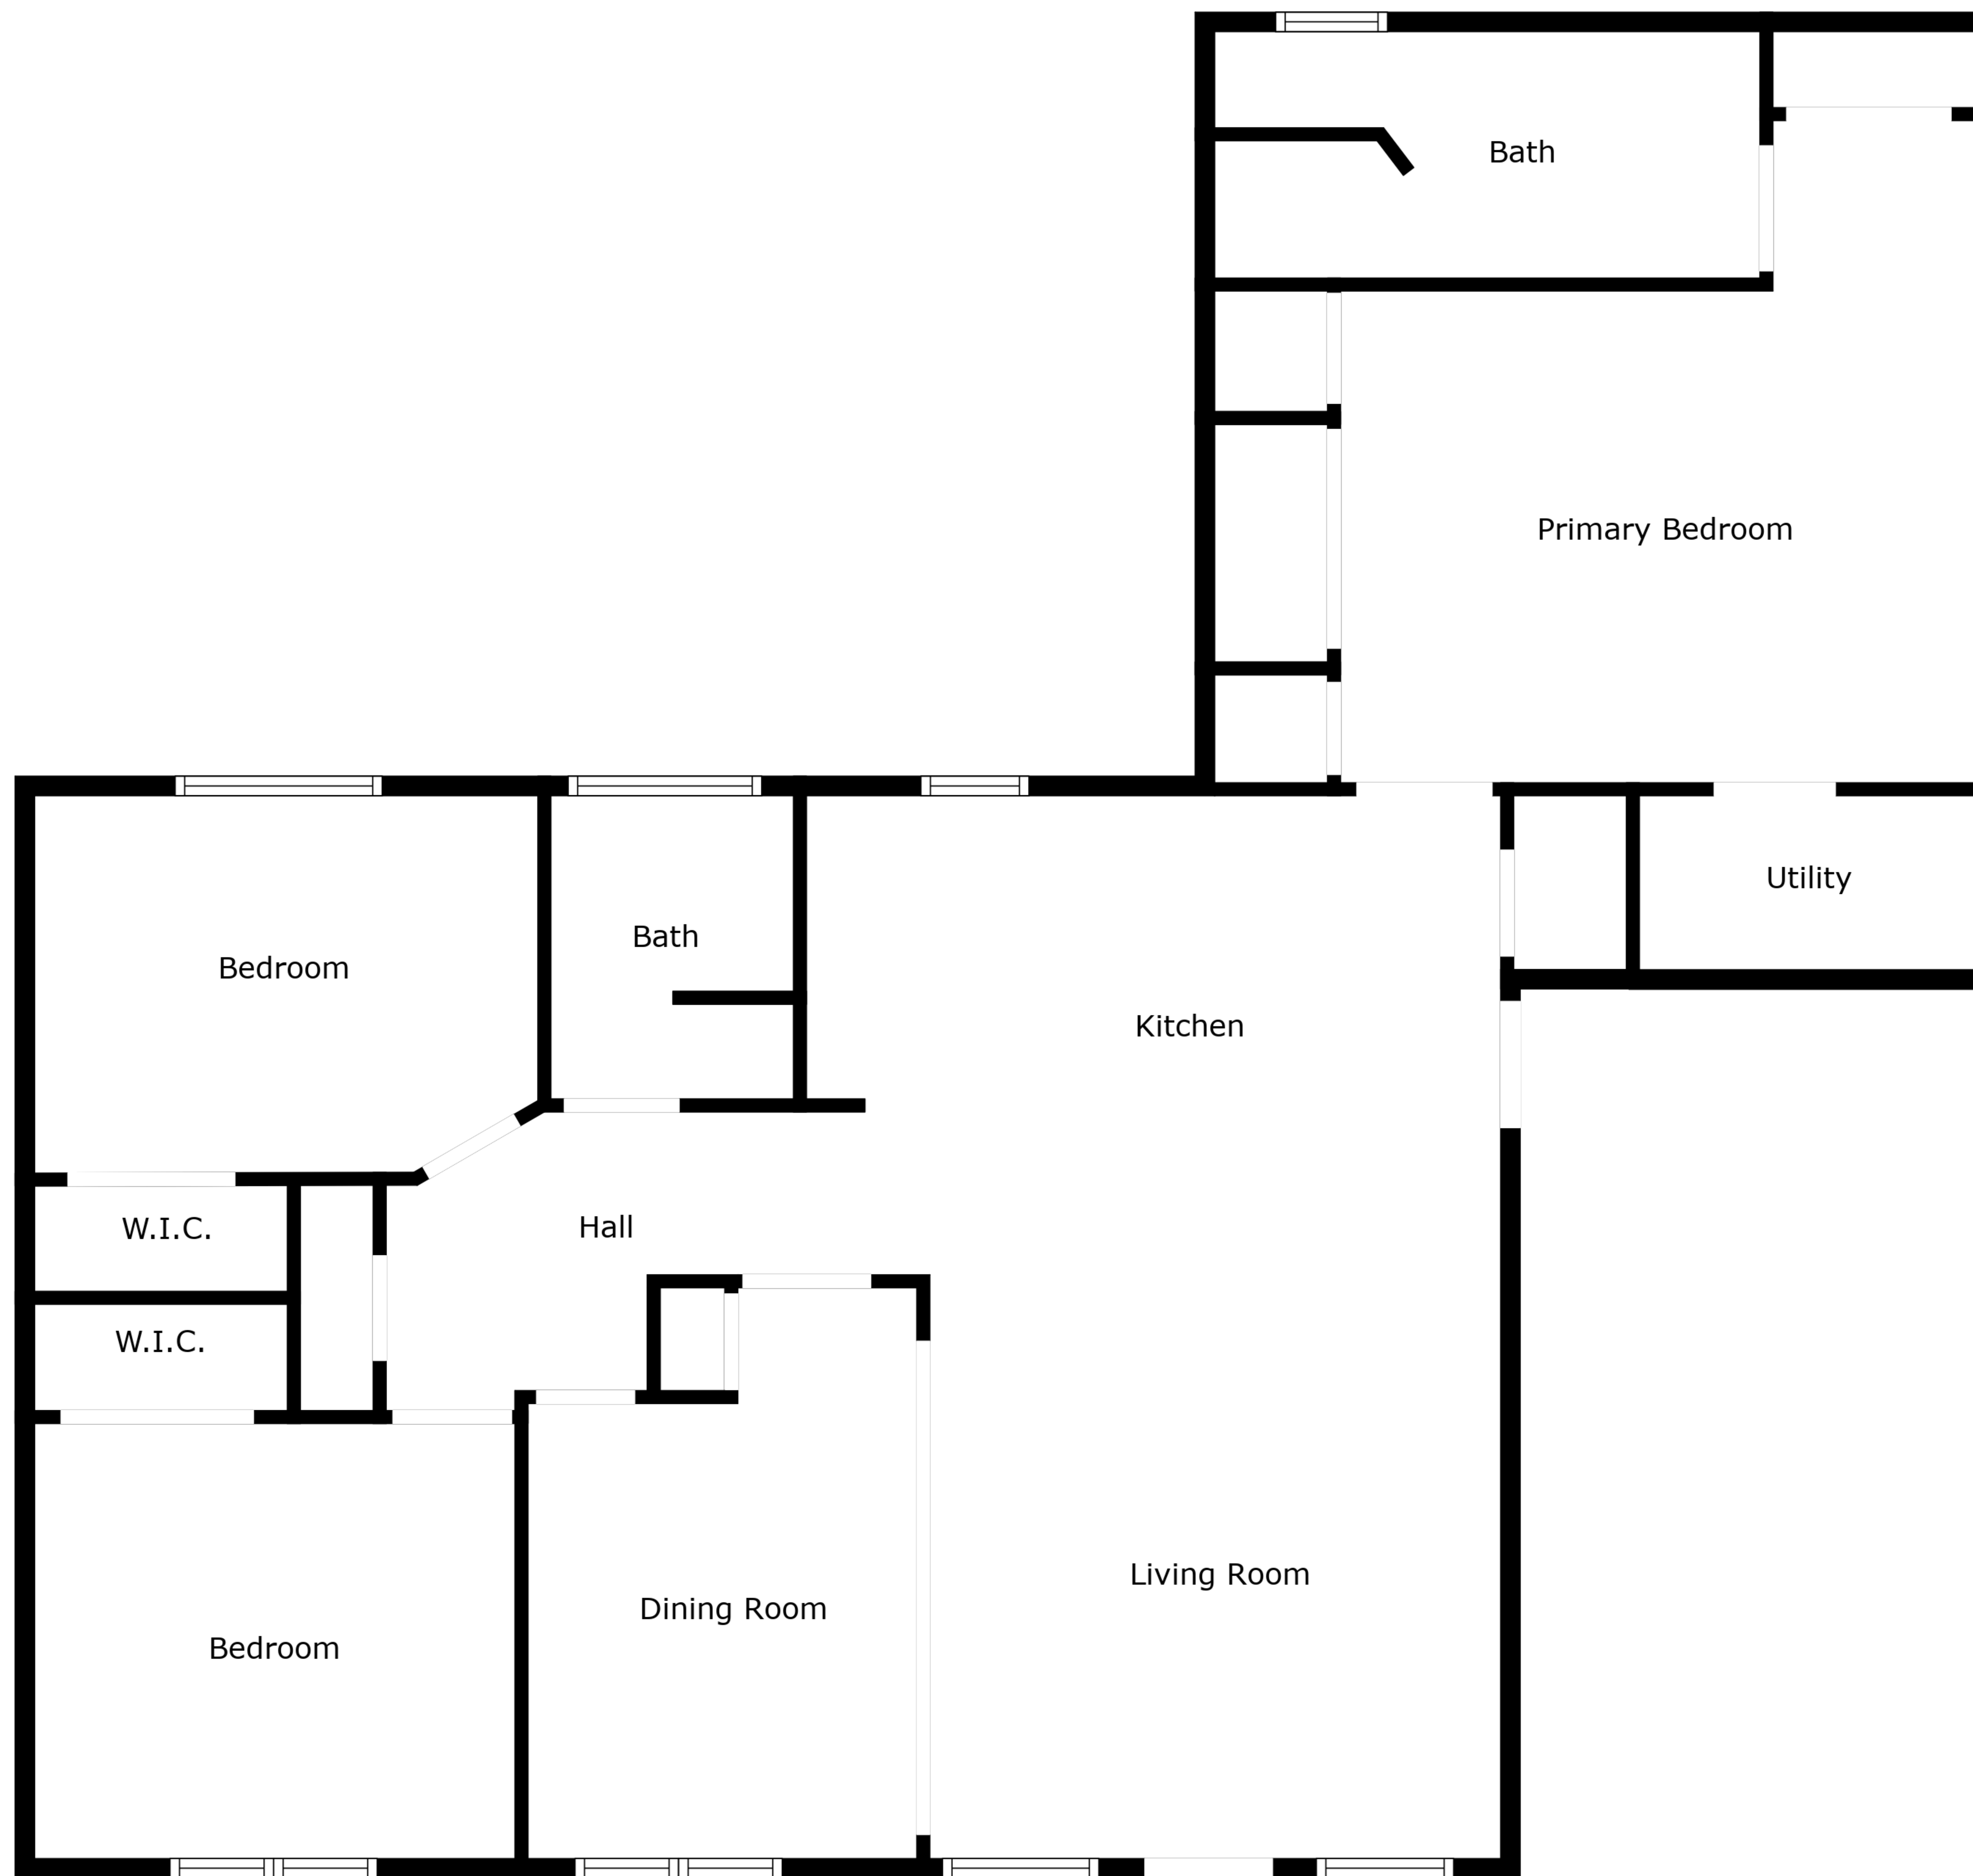 Bath
Primary Bedroom
Utility
Bath
Bedroom
Kitchen
Hall
W.I.C.
W.I.C.
Living Room
Dining Room
Bedroom